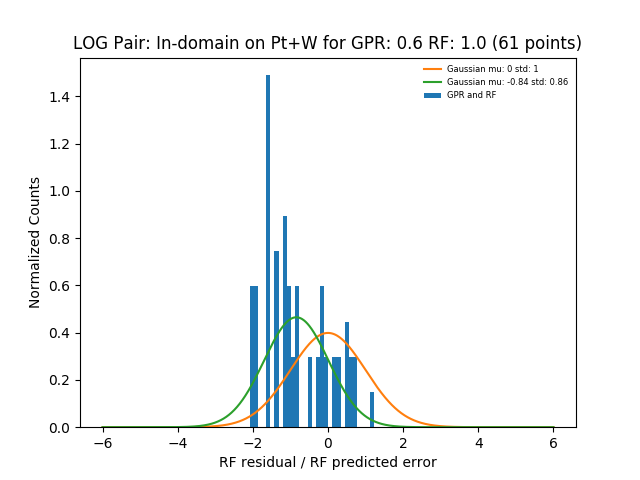 LOG Pair: In-domain on Pt+W for GPR: 0.6 RF: 1.0 (61 points)
Gaussian mu: 0 std: 1
Gaussian mu: -0.84 std: 0.86
GPR and RF
Normalized Counts
1.4
1.2
1.0
0.8
0.6
0.4
0.2
0.0
−6 −4 −2 0 2 4 6
RF residual / RF predicted error